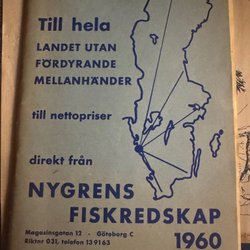 Till hela
LANDET UTAN
FÖRDYRANDE
MELLANHÄNDER
till nettopriser
direkt från
NYGRENS
FISKREDSKAP
Magasinsgatan 12 - Göteborg C
Riktnr 031, telefon 13 91 63
1960